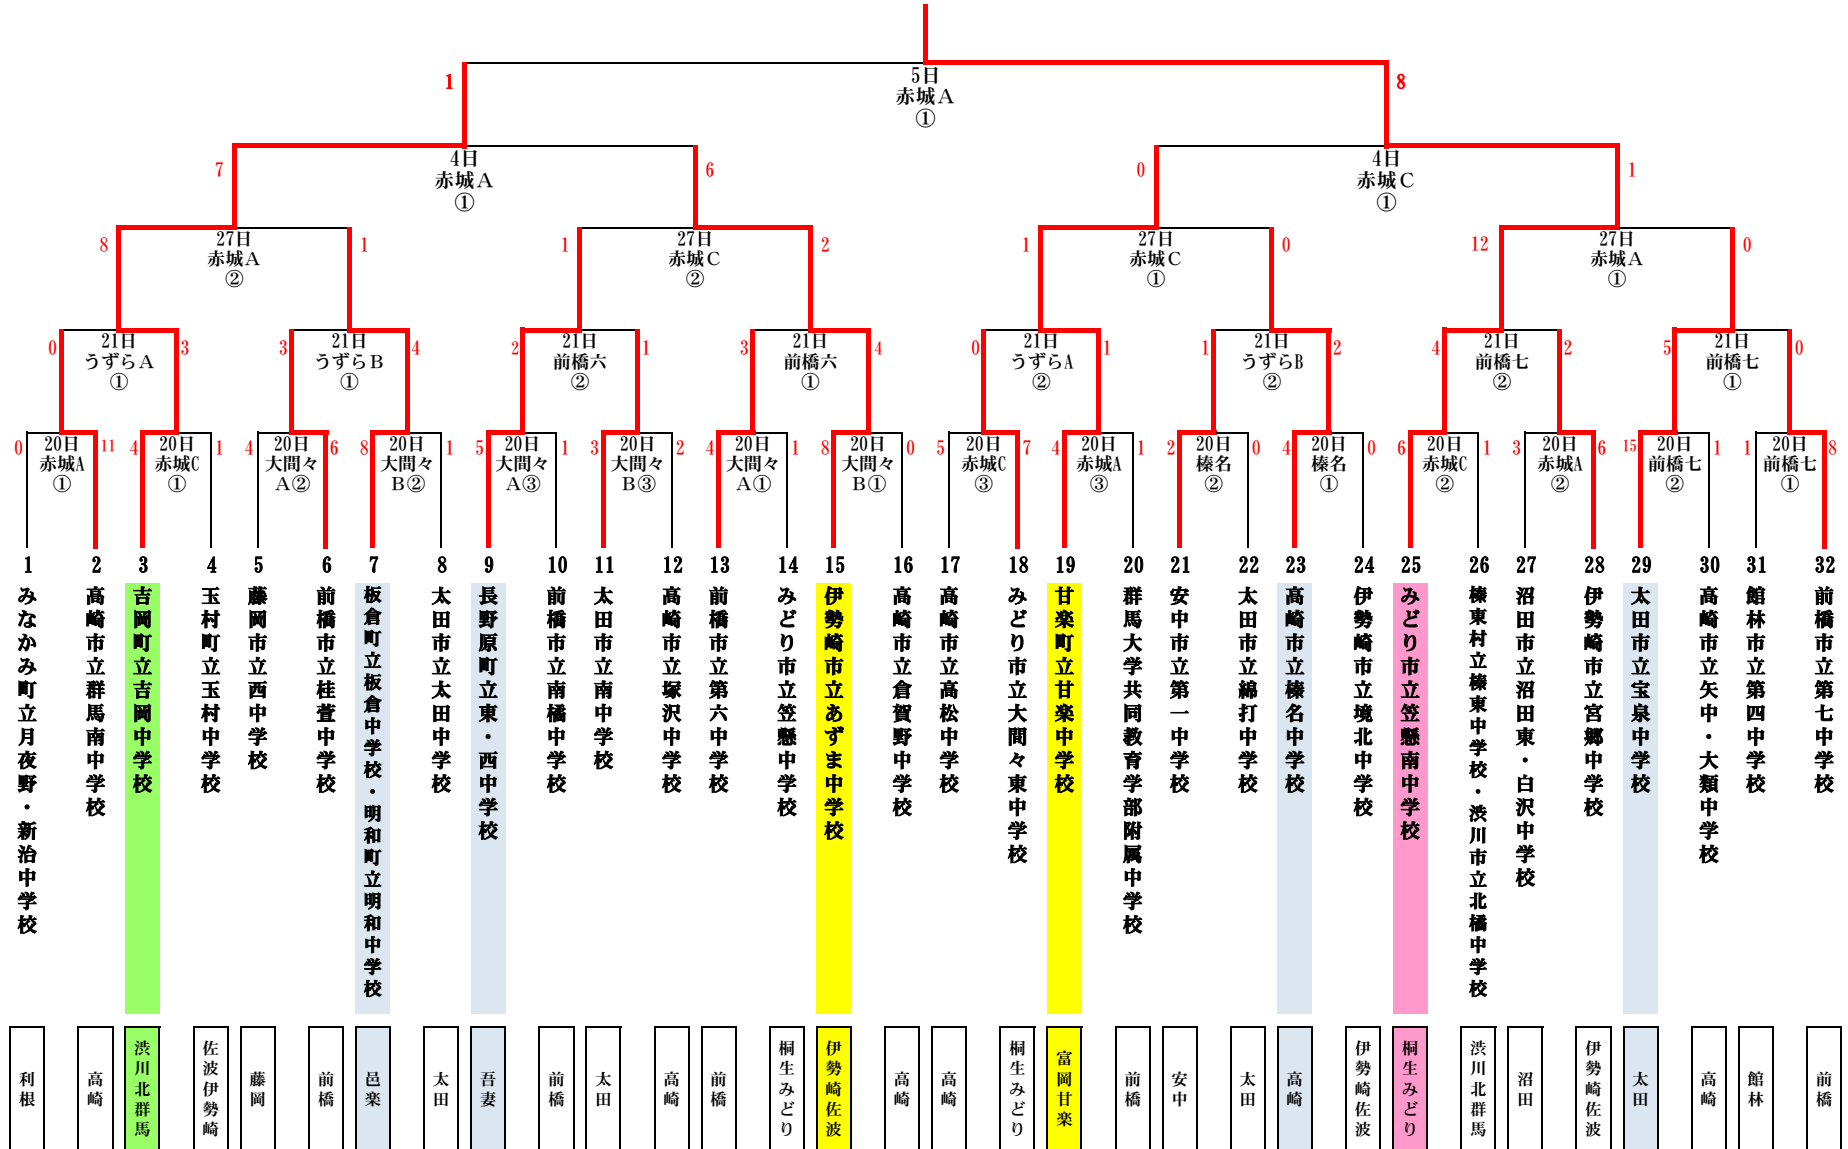 1
8
5日
赤城A
①
7
6
0
1
4日
赤城A
①
4日
赤城C
①
8
1
1
2
1
0
12
0
27日
赤城A
②
27日
赤城C
②
27日
赤城C
①
27日
赤城A
①
0
3
3
4
2
1
3
4
0
1
1
2
4
2
5
0
21日
うずらA
①
21日
うずらB
①
21日
前橋六
②
21日
前橋六
①
21日
うずらA
②
21日
うずらB
②
21日
前橋七
②
21日
前橋七
①
0
11
4
1
4
6
8
1
5
1
3
2
4
1
8
0
5
7
4
1
2
0
4
0
6
1
3
6
15
1
1
8
20日
赤城A
①
20日
赤城C
①
20日
大間々
A②
20日
大間々
B②
20日
大間々
A③
20日
大間々
B③
20日
大間々
A①
20日
大間々
B①
20日
赤城C
③
20日
赤城A
③
20日
榛名
②
20日
榛名
①
20日
赤城C
②
20日
赤城A
②
20日
前橋七
②
20日
前橋七
①
1
みなかみ町立月夜野・新治中学校
利根
2
高崎市立群馬南中学校
高崎
3
吉岡町立吉岡中学校
渋川北群馬
4
玉村町立玉村中学校
佐波伊勢崎
5
藤岡市立西中学校
藤岡
6
前橋市立桂萱中学校
前橋
7
板倉町立板倉中学校・明和町立明和中学校
邑楽
8
太田市立太田中学校
太田
9
長野原町立東・西中学校
吾妻
10
前橋市立南橘中学校
前橋
11
太田市立南中学校
太田
12
高崎市立塚沢中学校
高崎
13
前橋市立第六中学校
前橋
14
みどり市立笠懸中学校
桐生みどり
15
伊勢崎市立あずま中学校
伊勢崎佐波
16
高崎市立倉賀野中学校
高崎
17
高崎市立高松中学校
高崎
18
みどり市立大間々東中学校
桐生みどり
19
甘楽町立甘楽中学校
富岡甘楽
20
群馬大学共同教育学部附属中学校
前橋
21
安中市立第一中学校
安中
22
太田市立綿打中学校
太田
23
高崎市立榛名中学校
高崎
24
伊勢崎市立境北中学校
伊勢崎佐波
25
みどり市立笠懸南中学校
桐生みどり
26
榛東村立榛東中学校・渋川市立北橘中学校
渋川北群馬
27
沼田市立沼田東・白沢中学校
沼田
28
伊勢崎市立宮郷中学校
伊勢崎佐波
29
太田市立宝泉中学校
太田
30
高崎市立矢中・大類中学校
高崎
31
館林市立第四中学校
館林
32
前橋市立第七中学校
前橋